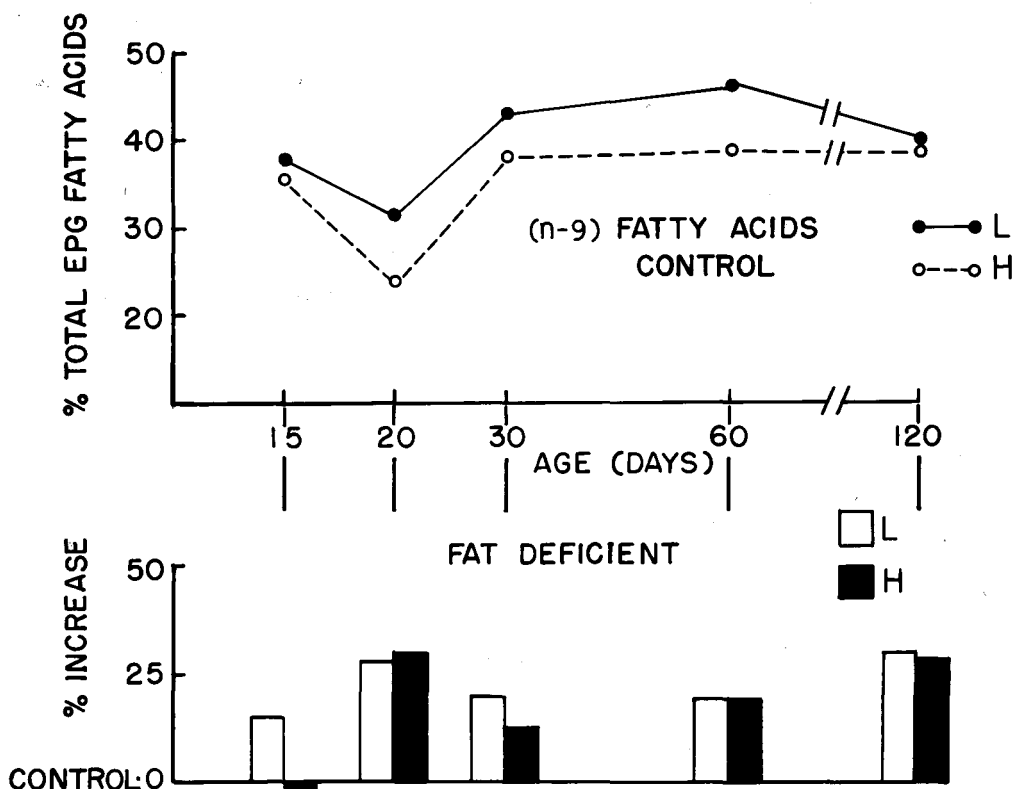 % TOTAL EPG FATTY ACIDS
50
40
30
20
(n-9) FATTY ACIDS
CONTROL
L
H
15 20 30 60 120
AGE (DAYS)
FAT DEFICIENT
L
H
% INCREASE
50
25
CONTROL·0